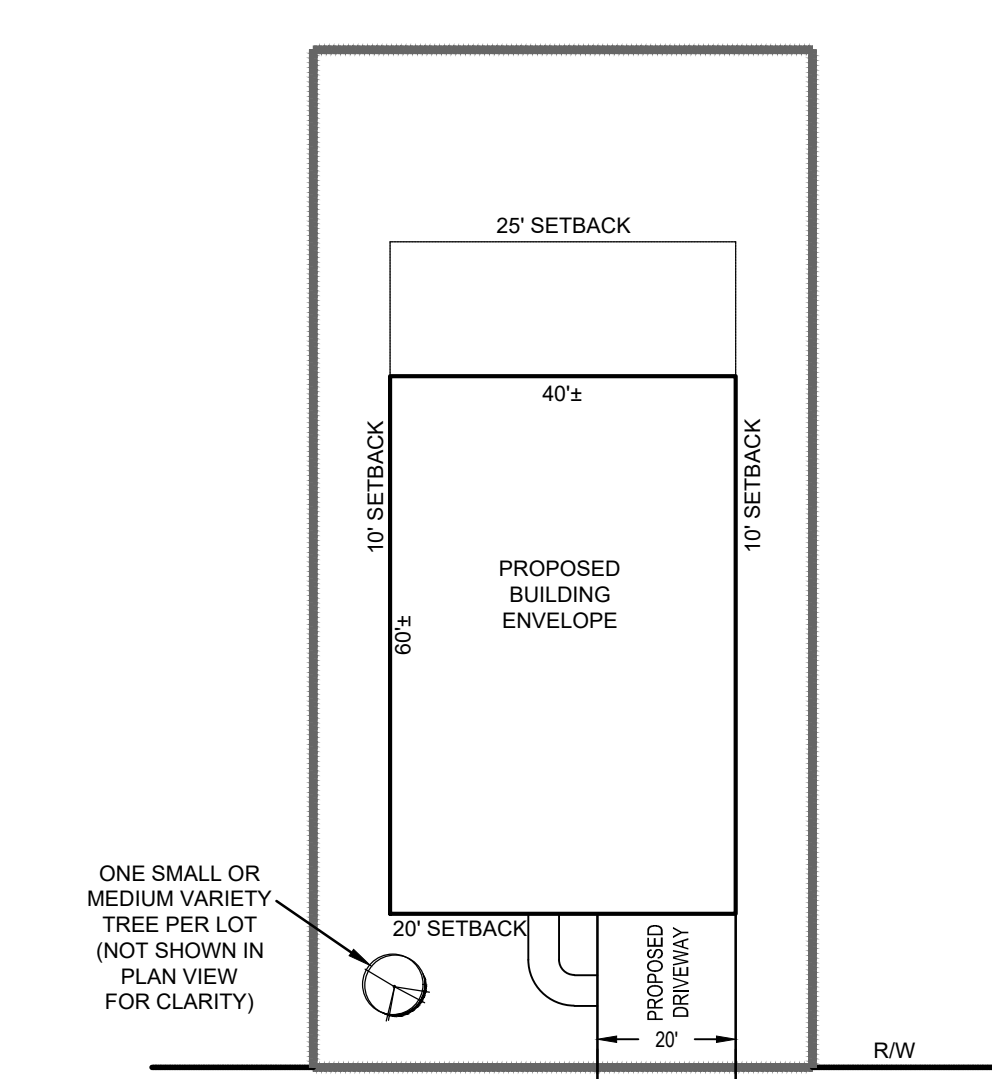 25' SETBACK
40'±
10' SETBACK
10' SETBACK
PROPOSED
BUILDING
ENVELOPE
60'±
ONE SMALL OR
MEDIUM VARIETY
TREE PER LOT
(NOT SHOWN IN
PLAN VIEW
FOR CLARITY)
20' SETBACK
PROPOSED
DRIVEWAY
20'
R/W